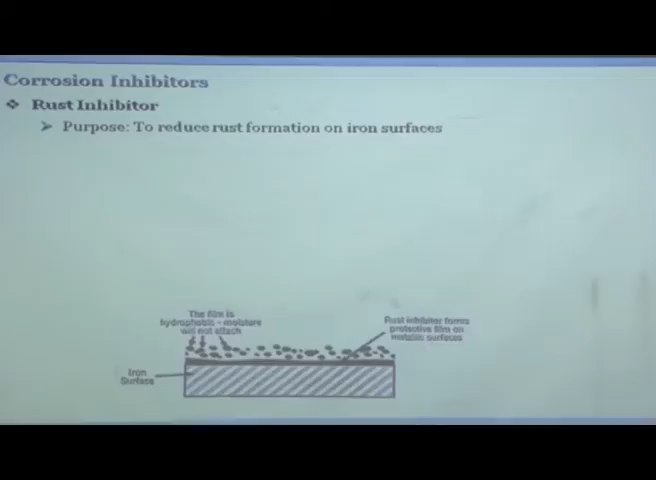 Corrosion Inhibitors
❖ Rust Inhibitor
➢ Purpose: To reduce rust formation on iron surfaces
The film is
hydrophobic - moisture
will not attach
Rust inhibitor forms
protective film on
metallic surfaces
Iron
Surface